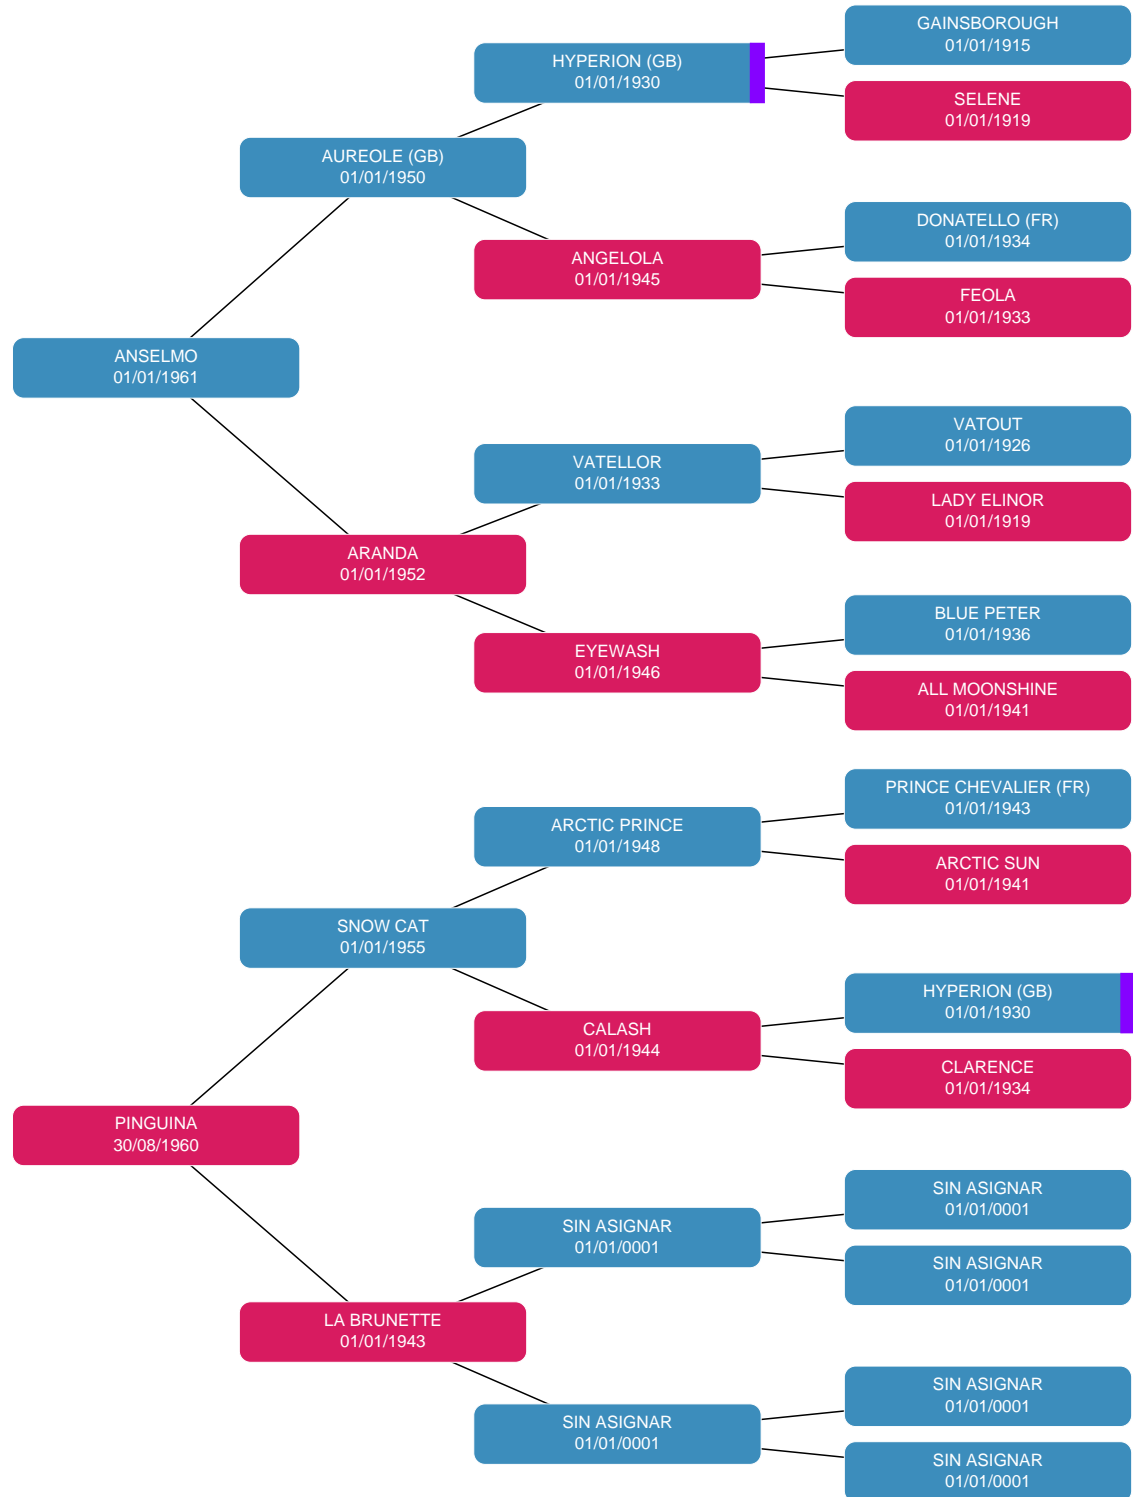 GAINSBOROUGH
01/01/1915
HYPERION (GB)
01/01/1930
SELENE
01/01/1919
AUREOLE (GB)
01/01/1950
DONATELLO (FR)
01/01/1934
ANGELOLA
01/01/1945
FEOLA
01/01/1933
ANSELMO
01/01/1961
VATOUT
01/01/1926
VATELLOR
01/01/1933
LADY ELINOR
01/01/1919
ARANDA
01/01/1952
BLUE PETER
01/01/1936
EYEWASH
01/01/1946
ALL MOONSHINE
01/01/1941
PRINCE CHEVALIER (FR)
01/01/1943
ARCTIC PRINCE
01/01/1948
ARCTIC SUN
01/01/1941
SNOW CAT
01/01/1955
HYPERION (GB)
01/01/1930
CALASH
01/01/1944
CLARENCE
01/01/1934
PINGUINA
30/08/1960
SIN ASIGNAR
01/01/0001
SIN ASIGNAR
01/01/0001
SIN ASIGNAR
01/01/0001
LA BRUNETTE
01/01/1943
SIN ASIGNAR
01/01/0001
SIN ASIGNAR
01/01/0001
SIN ASIGNAR
01/01/0001